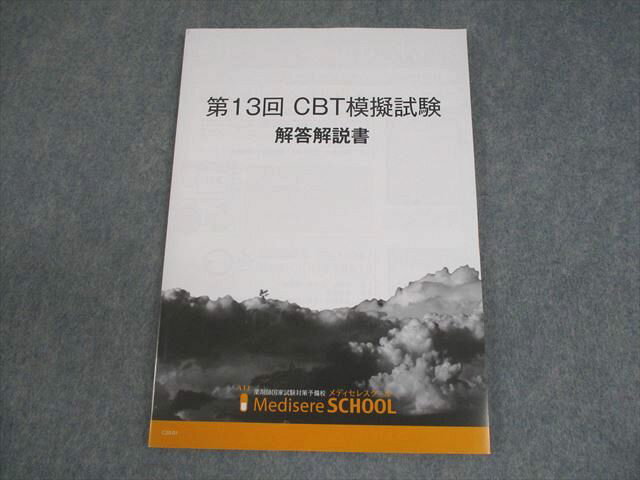 第13回 CBT模擬試験
解答解説書
薬剤師国家試験対策予備校 メディセレスクール
Medisere SCHOOL